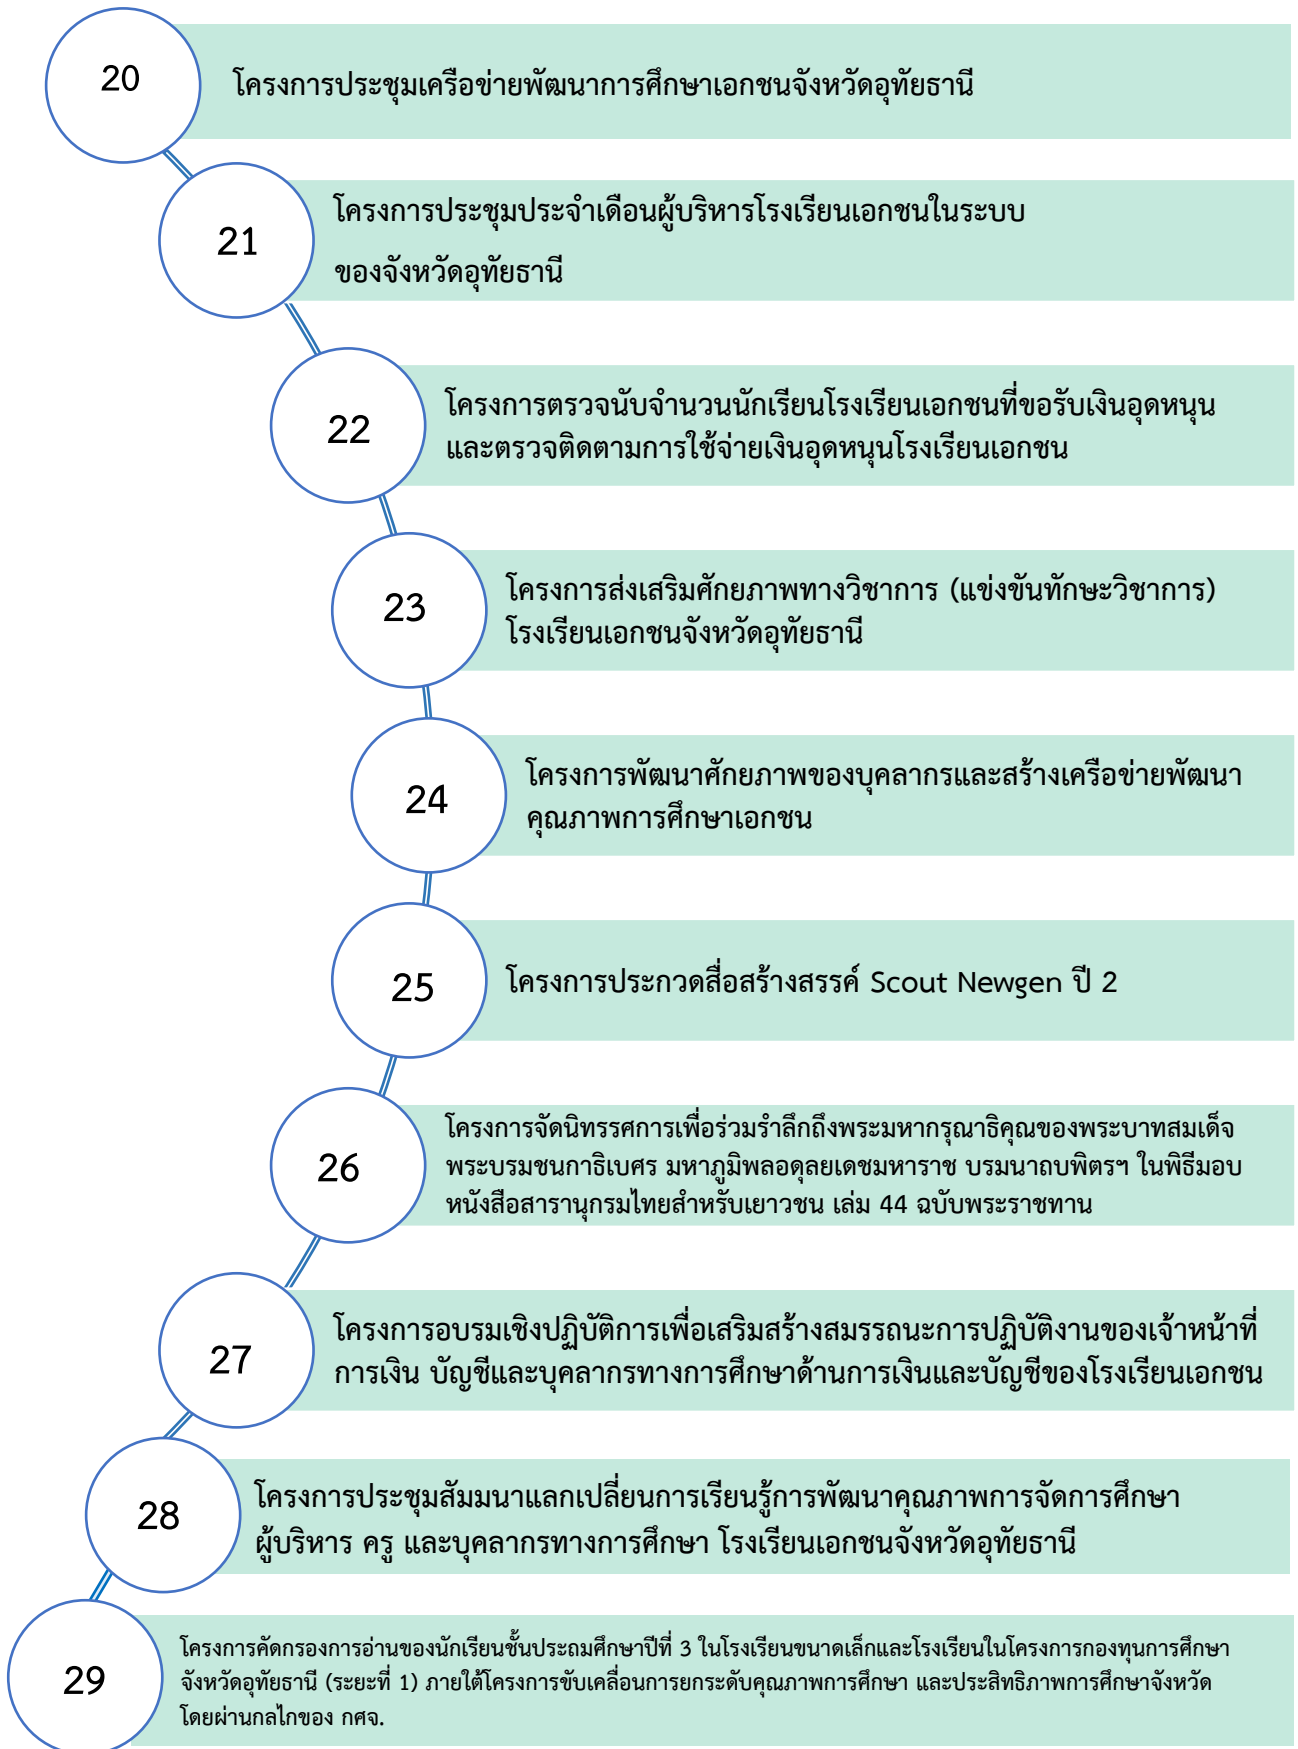 20
โครงการประชุมเครือข่ายพัฒนาการศึกษาเอกชนจังหวัดอุทัยธานี
21
โครงการประชุมประจำเดือนผู้บริหารโรงเรียนเอกชนในระบบ
ของจังหวัดอุทัยธานี
22
โครงการตรวจนับจำนวนนักเรียนโรงเรียนเอกชนที่ขอรับเงินอุดหนุน
และตรวจติดตามการใช้จ่ายเงินอุดหนุนโรงเรียนเอกชน
23
โครงการส่งเสริมศักยภาพทางวิชาการ (แข่งขันทักษะวิชาการ)
โรงเรียนเอกชนจังหวัดอุทัยธานี
24
โครงการพัฒนาศักยภาพของบุคลากรและสร้างเครือข่ายพัฒนา
คุณภาพการศึกษาเอกชน
25
โครงการประกวดสื่อสร้างสรรค์ Scout Newgen ปี 2
26
โครงการจัดนิทรรศการเพื่อร่วมรำลึกถึงพระมหากรุณาธิคุณของพระบาทสมเด็จ
พระบรมชนกาธิเบศร มหาภูมิพลอดุลยเดชมหาราช บรมนาถบพิตรฯ ในพิธีมอบ
หนังสือสารานุกรมไทยสำหรับเยาวชน เล่ม 44 ฉบับพระราชทาน
27
โครงการอบรมเชิงปฏิบัติการเพื่อเสริมสร้างสมรรถนะการปฏิบัติงานของเจ้าหน้าที่
การเงิน บัญชีและบุคลากรทางการศึกษาด้านการเงินและบัญชีของโรงเรียนเอกชน
28
โครงการประชุมสัมมนาแลกเปลี่ยนการเรียนรู้การพัฒนาคุณภาพการจัดการศึกษา
ผู้บริหาร ครู และบุคลากรทางการศึกษา โรงเรียนเอกชนจังหวัดอุทัยธานี
29
โครงการคัดกรองการอ่านของนักเรียนชั้นประถมศึกษาปีที่ 3 ในโรงเรียนขนาดเล็กและโรงเรียนในโครงการกองทุนการศึกษา
จังหวัดอุทัยธานี (ระยะที่ 1) ภายใต้โครงการขับเคลื่อนการยกระดับคุณภาพการศึกษา และประสิทธิภาพการศึกษาจังหวัด
โดยผ่านกลไกของ กศจ.